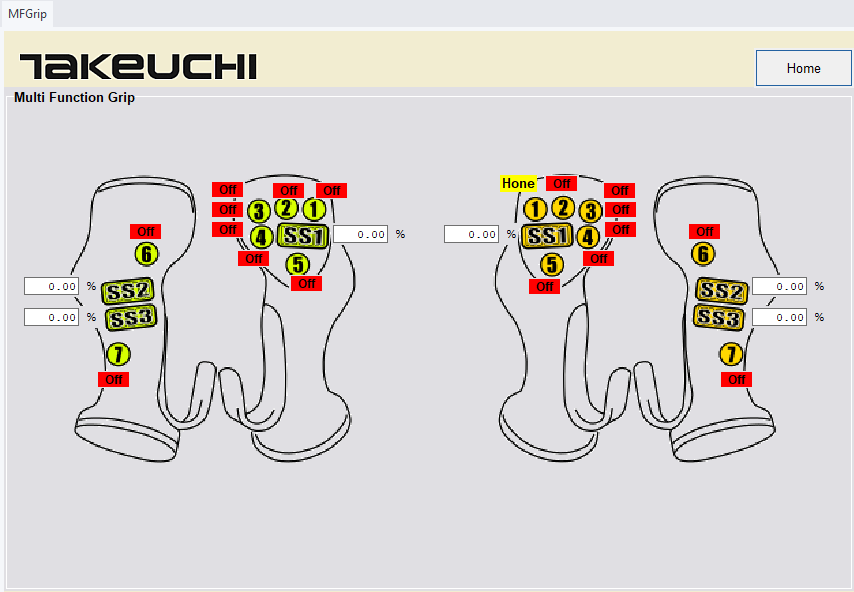 MFGrip
TAKEUCHI
Home
Multi Function Grip
Off Off Off Hone Off Off
Off 3 2 1 1 2 3 Off
Off Off 4 SS1 0.00 % 0.00 % SS1 4 Off Off
6 Off 5 5 Off 6
Off Off
0.00 % SS2 SS2 0.00 %
0.00 % SS3 SS3 0.00 %
7 7
Off Off